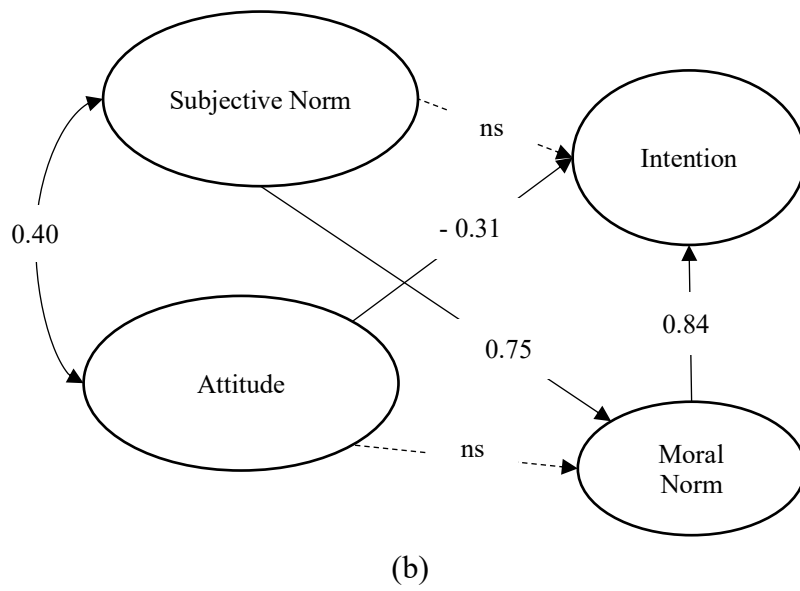 Subjective Norm
ns
Intention
0.40
- 0.31
0.84
0.75
Attitude
ns
Moral
Norm
(b)